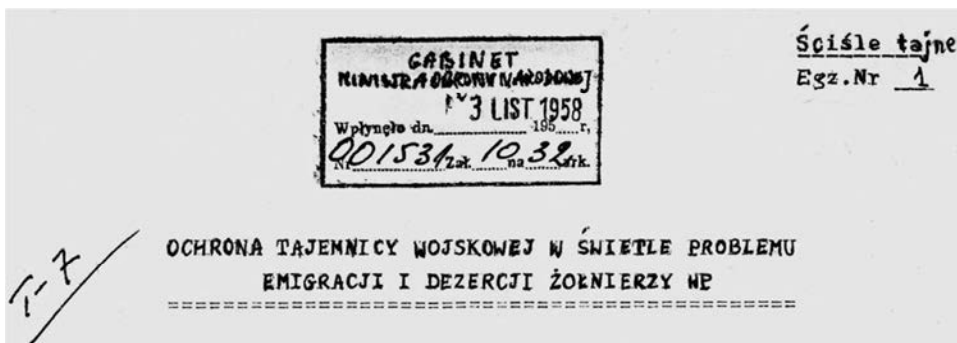 Ściśle tajne
Egz.Nr 1
GABINET
MINISTRA OBRONY NARODOWEJ
3 LIST 1958
Wpłynęło dn. 195 r,
Nr 001531 Zał. 10 na 32 ark.
T-7
OCHRONA TAJEMNICY WOJSKOWEJ W ŚWIETLE PROBLEMU
EMIGRACJI I DEZERCJI ŻOŁNIERZY WP
==============================================